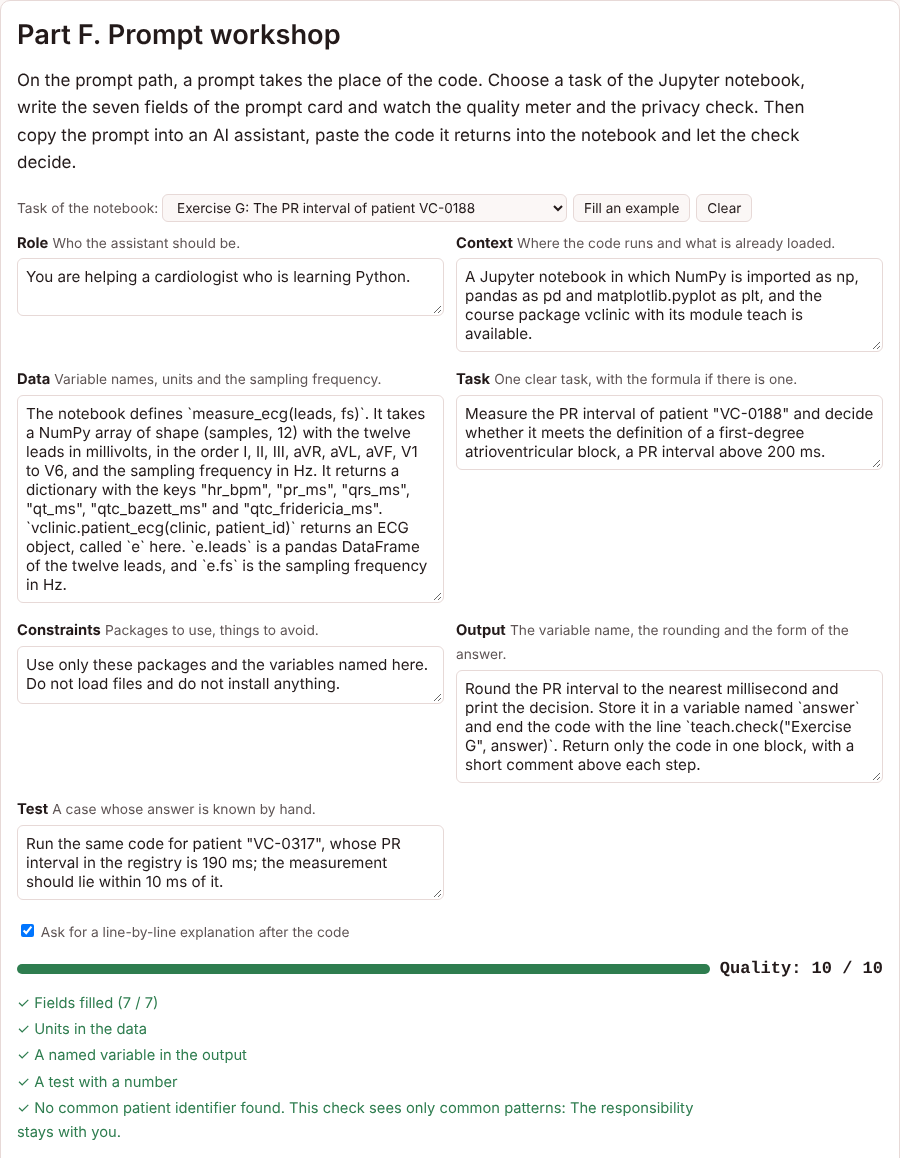 Part F. Prompt workshop
On the prompt path, a prompt takes the place of the code. Choose a task of the Jupyter notebook,
write the seven fields of the prompt card and watch the quality meter and the privacy check. Then
copy the prompt into an AI assistant, paste the code it returns into the notebook and let the check
decide.
Task of the notebook: Exercise G: The PR interval of patient VC-0188 Fill an example Clear
Role Who the assistant should be.
You are helping a cardiologist who is learning Python.
Context Where the code runs and what is already loaded.
A Jupyter notebook in which NumPy is imported as np,
pandas as pd and matplotlib.pyplot as plt, and the
course package vclinic with its module teach is
available.
Data Variable names, units and the sampling frequency.
The notebook defines `measure_ecg(leads, fs)`. It takes
a NumPy array of shape (samples, 12) with the twelve
leads in millivolts, in the order I, II, III, aVR, aVL, aVF, V1
to V6, and the sampling frequency in Hz. It returns a
dictionary with the keys "hr_bpm", "pr_ms", "qrs_ms",
"qt_ms", "qtc_bazett_ms" and "qtc_fridericia_ms".
`vclinic.patient_ecg(clinic, patient_id)` returns an ECG
object, called `e` here. `e.leads` is a pandas DataFrame
of the twelve leads, and `e.fs` is the sampling frequency
in Hz.
Task One clear task, with the formula if there is one.
Measure the PR interval of patient "VC-0188" and decide
whether it meets the definition of a first-degree
atrioventricular block, a PR interval above 200 ms.
Constraints Packages to use, things to avoid.
Use only these packages and the variables named here.
Do not load files and do not install anything.
Output The variable name, the rounding and the form of the
answer.
Round the PR interval to the nearest millisecond and
print the decision. Store it in a variable named `answer`
and end the code with the line `teach.check("Exercise
G", answer)`. Return only the code in one block, with a
short comment above each step.
Test A case whose answer is known by hand.
Run the same code for patient "VC-0317", whose PR
interval in the registry is 190 ms; the measurement
should lie within 10 ms of it.
Ask for a line-by-line explanation after the code
Quality: 10 / 10
✓ Fields filled (7 / 7)
✓ Units in the data
✓ A named variable in the output
✓ A test with a number
✓ No common patient identifier found. This check sees only common patterns: The responsibility
stays with you.